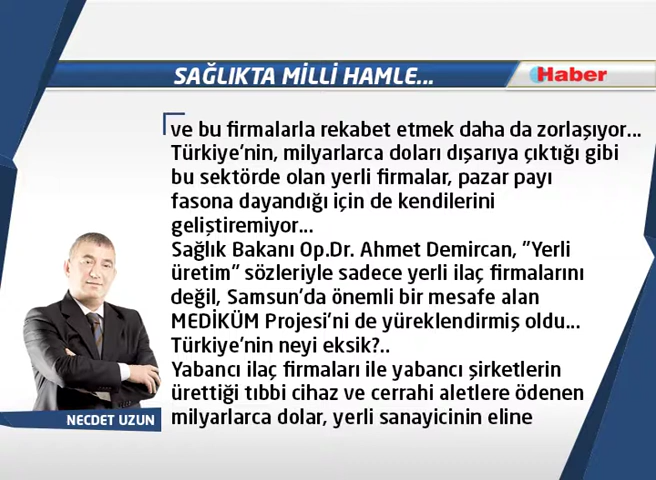 SAĞLIKTA MİLLİ HAMLE...
Haber
ve bu firmalarla rekabet etmek daha da zorlaşıyor...
Türkiye'nin, milyarlarca doları dışarıya çıktığı gibi
bu sektörde olan yerli firmalar, pazar payı
fasona dayandığı için de kendilerini
geliştiremiyor...
Sağlık Bakanı Op.Dr. Ahmet Demircan, "Yerli
üretim" sözleriyle sadece yerli ilaç firmalarını
değil, Samsun'da önemli bir mesafe alan
MEDİKÜM Projesi'ni de yüreklendirmiş oldu...
Türkiye'nin neyi eksik?..
Yabancı ilaç firmaları ile yabancı şirketlerin
ürettiği tıbbi cihaz ve cerrahi aletlere ödenen
milyarlarca dolar, yerli sanayicinin eline
NECDET UZUN